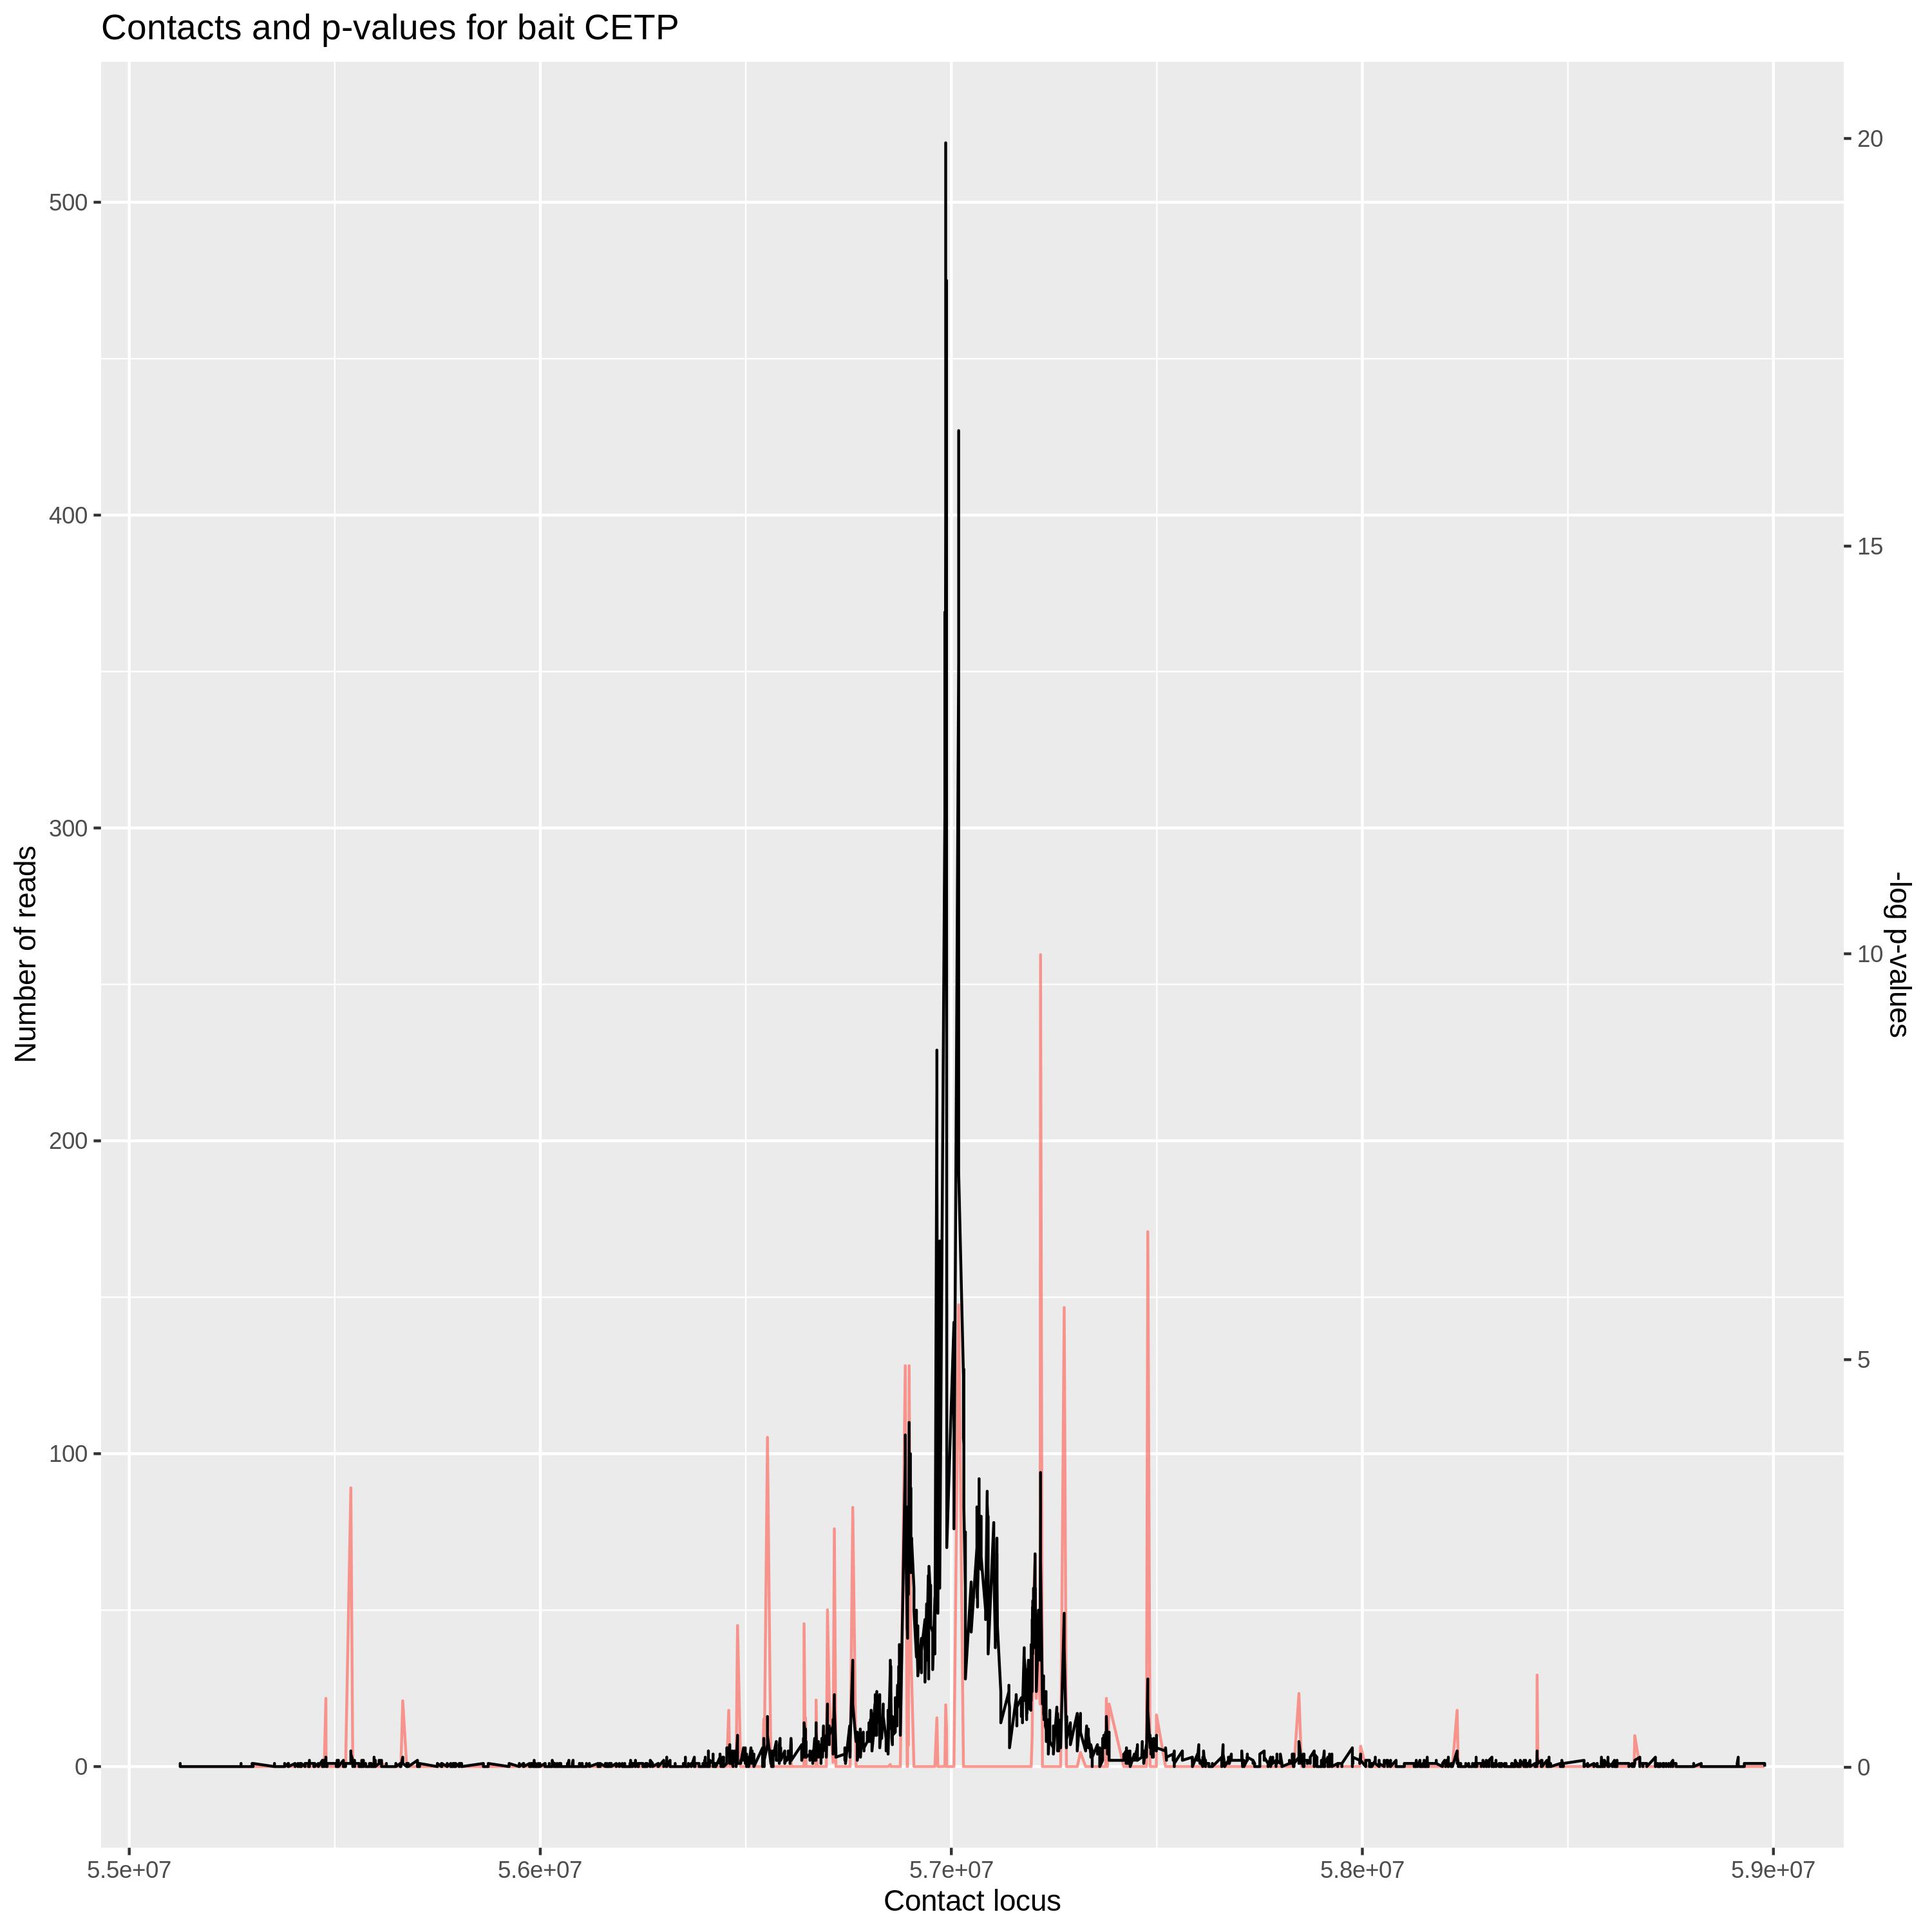 Contacts and p-values for bait CETP
500
400
300
200
100
0
Number of reads
20
15
10
5
0
-log p-values
5.5e+07
5.6e+07
5.7e+07
5.8e+07
5.9e+07
Contact locus